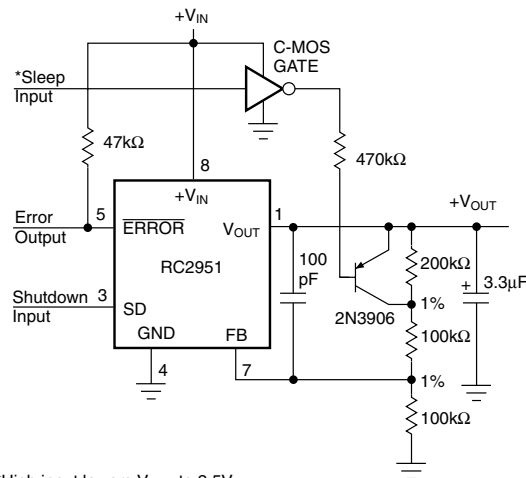 +VIN
C-MOS
GATE
*Sleep
Input
47kΩ
470kΩ
8
+VIN
Error
Output
5
ERROR
VOUT
1
+VOUT
RC2951
100
pF
200kΩ
3.3μF
+
Shutdown
Input
3
SD
2N3906
1%
100kΩ
GND
FB
4
7
1%
100kΩ